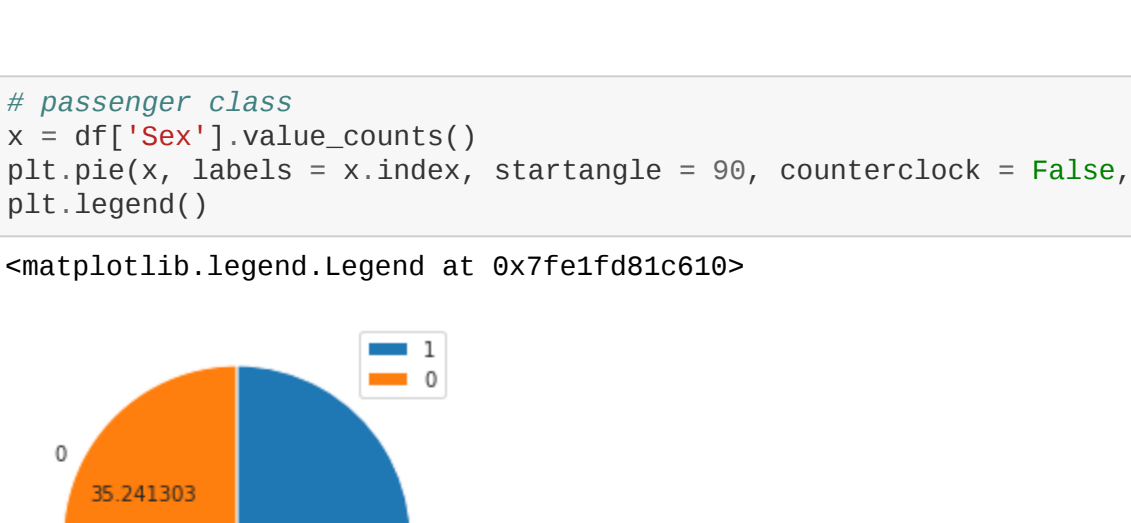 # passenger class
x = df['Sex'].value_counts()
plt.pie(x, labels = x.index, startangle = 90, counterclock = False,
plt.legend()
<matplotlib.legend.Legend at 0x7fe1fd81c610>
1
0
0
35.241303